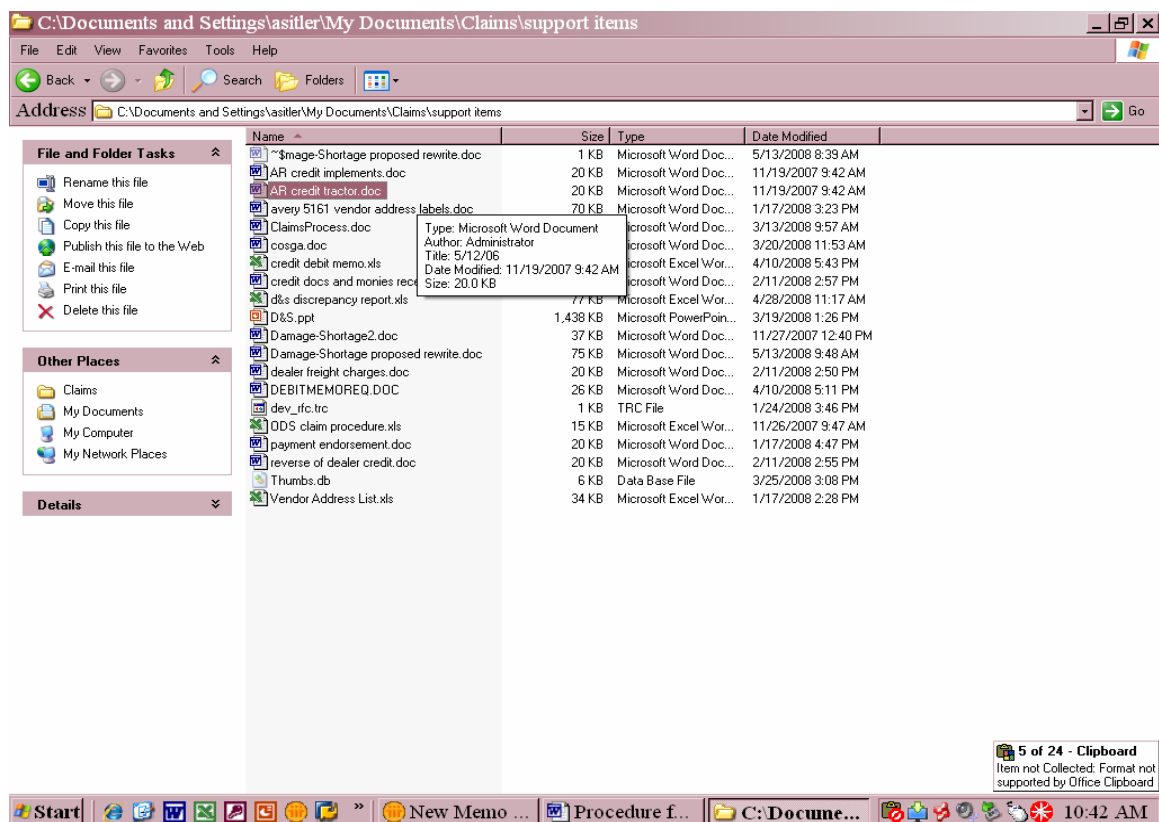 C:\Documents and Settings\asitler\My Documents\Claims\support items
File Edit View Favorites Tools Help
Back Search Folders
Address C:\Documents and Settings\asitler\My Documents\Claims\support items Go
File and Folder Tasks
Rename this file
Move this file
Copy this file
Publish this file to the Web
E-mail this file
Print this file
Delete this file
Other Places
Claims
My Documents
My Computer
My Network Places
Details
Name Size Type Date Modified
~$mage-Shortage proposed rewrite.doc 1 KB Microsoft Word Doc... 5/13/2008 8:39 AM
AR credit implements.doc 20 KB Microsoft Word Doc... 11/19/2007 9:42 AM
AR credit tractor.doc 20 KB Microsoft Word Doc... 11/19/2007 9:42 AM
avery 5161 vendor address labels.doc 70 KB Microsoft Word Doc... 1/17/2008 3:23 PM
ClaimsProcess.doc icrosoft Word Doc... 3/13/2008 9:57 AM
cosga.doc icrosoft Word Doc... 3/20/2008 11:53 AM
credit debit memo.xls icrosoft Excel Wor... 4/10/2008 5:43 PM
credit docs and monies rece icrosoft Word Doc... 2/11/2008 2:57 PM
d&s discrepancy report.xls 77 KB Microsoft Excel Wor... 4/28/2008 11:17 AM
D&S.ppt 1,438 KB Microsoft PowerPoin... 3/19/2008 1:26 PM
Damage-Shortage2.doc 37 KB Microsoft Word Doc... 11/27/2007 12:40 PM
Damage-Shortage proposed rewrite.doc 75 KB Microsoft Word Doc... 5/13/2008 9:48 AM
dealer freight charges.doc 20 KB Microsoft Word Doc... 2/11/2008 2:50 PM
DEBITMEMOREQ.DOC 26 KB Microsoft Word Doc... 4/10/2008 5:11 PM
dev_rfc.trc 1 KB TRC File 1/24/2008 3:46 PM
ODS claim procedure.xls 15 KB Microsoft Excel Wor... 11/26/2007 9:47 AM
payment endorsement.doc 20 KB Microsoft Word Doc... 1/17/2008 4:47 PM
reverse of dealer credit.doc 20 KB Microsoft Word Doc... 2/11/2008 2:55 PM
Thumbs.db 6 KB Data Base File 3/25/2008 3:08 PM
Vendor Address List.xls 34 KB Microsoft Excel Wor... 1/17/2008 2:28 PM
Type: Microsoft Word Document
Author: Administrator
Title: 5/12/06
Date Modified: 11/19/2007 9:42 AM
Size: 20.0 KB
5 of 24 - Clipboard
Item not Collected: Format not
supported by Office Clipboard
Start » New Memo ... Procedure f... C:\Docume... 10:42 AM